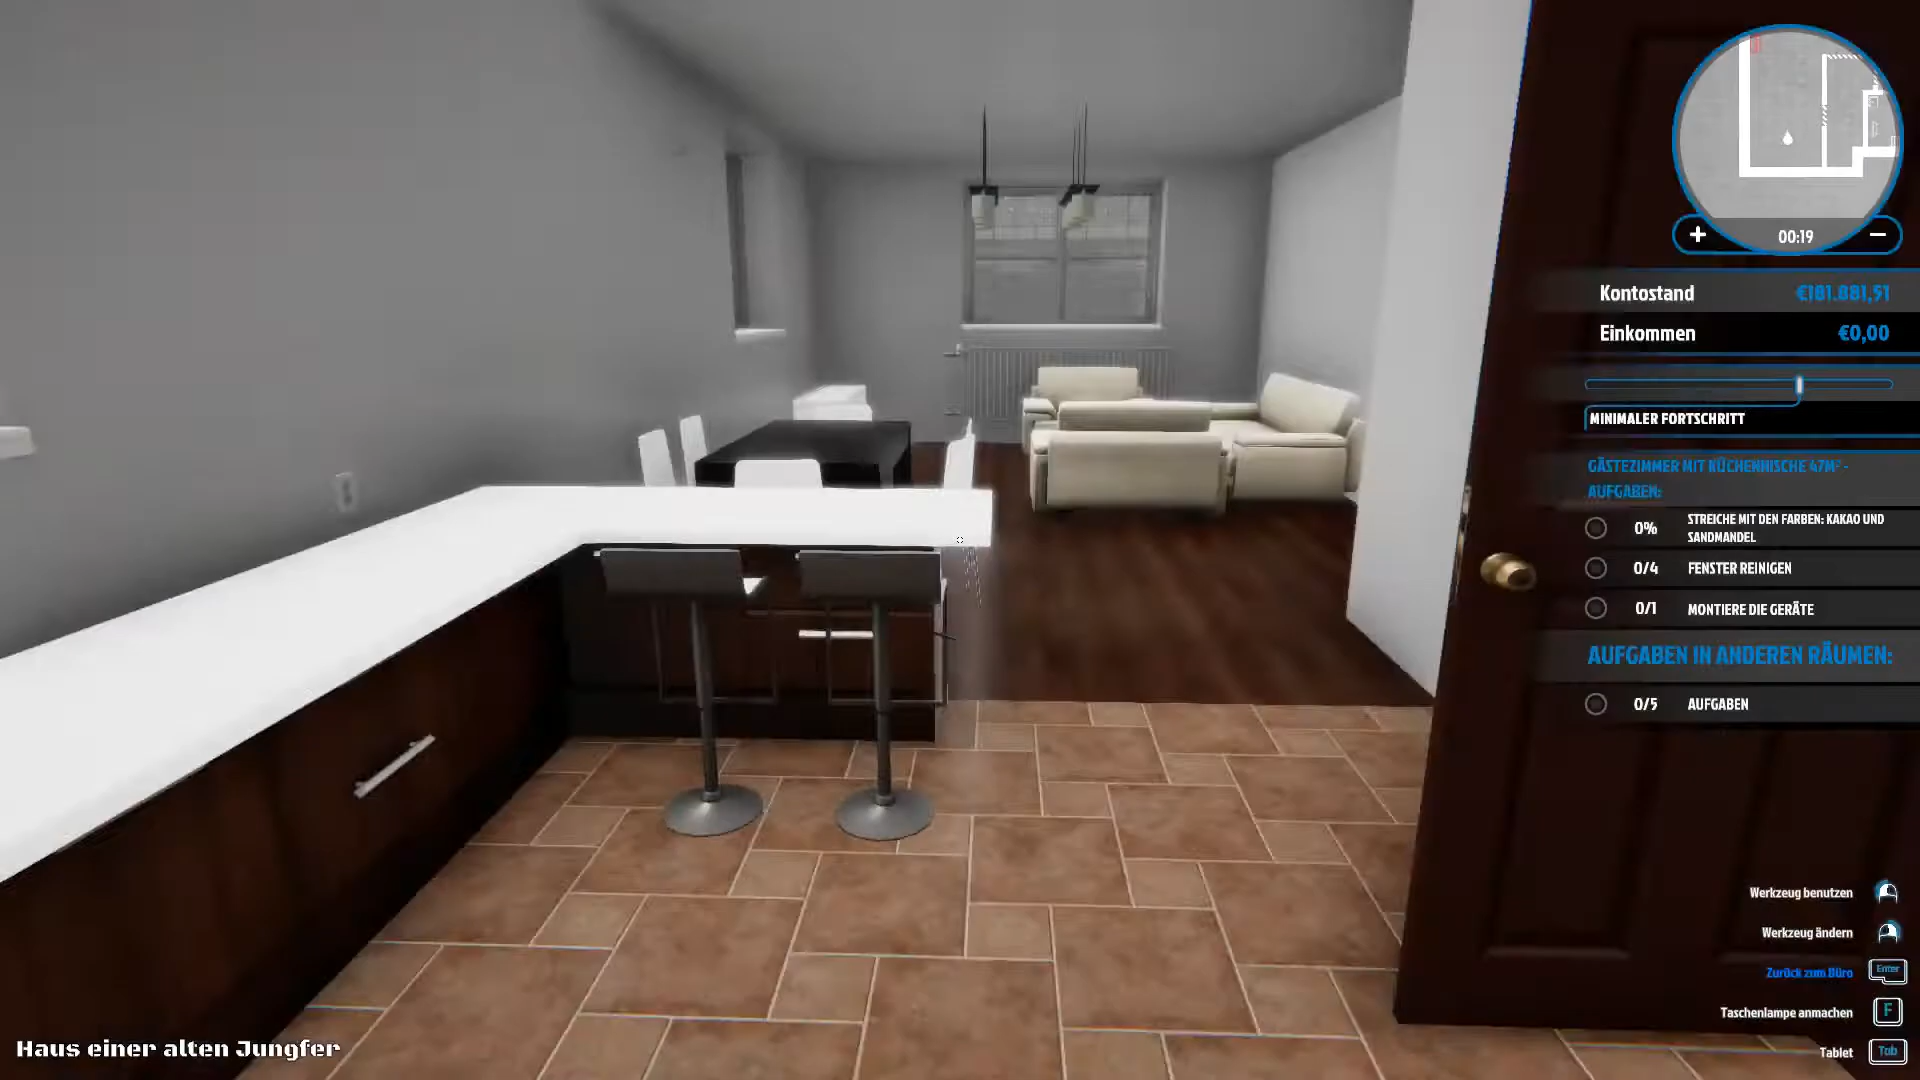 + 00:19 −
Kontostand €181.881,51
Einkommen €0,00
MINIMALER FORTSCHRITT
GÄSTEZIMMER MIT KÜCHENNISCHE 47M² -
AUFGABEN:
0% STREICHE MIT DEN FARBEN: KAKAO UND
SANDMANDEL
0/4 FENSTER REINIGEN
0/1 MONTIERE DIE GERÄTE
AUFGABEN IN ANDEREN RÄUMEN:
0/5 AUFGABEN
Werkzeug benutzen
Werkzeug ändern
Zurück zum Büro Enter
Taschenlampe anmachen F
Haus einer alten Jungfer
Tablet Tab